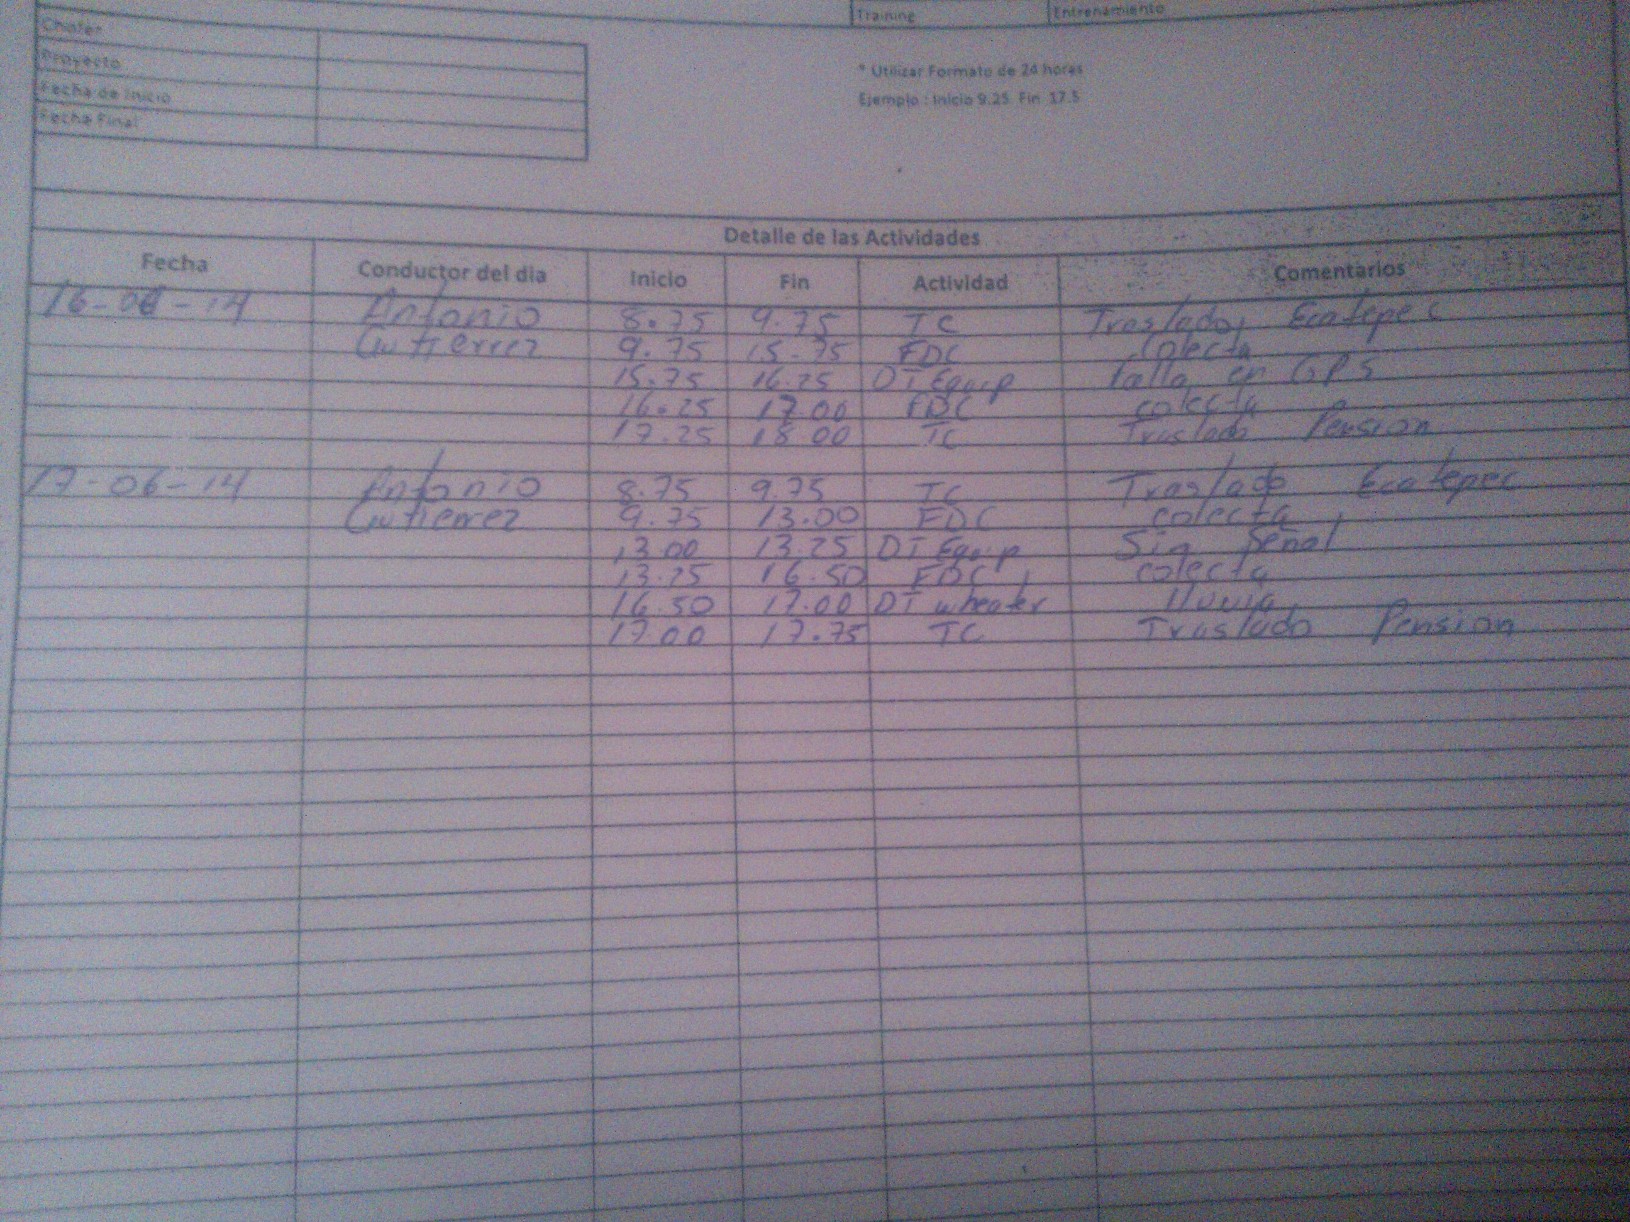 Training Entrenamiento
Chofer
Proyecto
Fecha de Inicio
Fecha Final
* Utilizar Formato de 24 horas
Ejemplo : Inicio 9.25 Fin 17.5
Detalle de las Actividades
Fecha Conductor del dia Inicio Fin Actividad Comentarios
16-06-14 Antonio 8.75 9.75 TC Traslado Ecatepec
Gutierrez 9.75 15.75 FDC Colecta
15.75 16.25 DT Equip falla en GPS
16.25 17.00 FDC colecta
17.25 18.00 TC Traslado Pension
17-06-14 Antonio 8.75 9.75 TC Traslado Ecatepec
Gutierrez 9.75 13.00 FDC colecta
13.00 13.25 DT Equip Sin Señal
13.25 16.50 FDC colecta
16.50 17.00 DT wheater lluvia
17.00 17.75 TC Traslado Pension